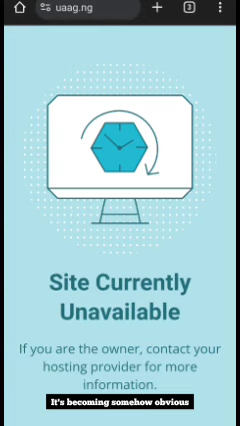 uaag.ng
3
Site Currently
Unavailable
If you are the owner, contact your
hosting provider for more
information.
It's becoming somehow obvious